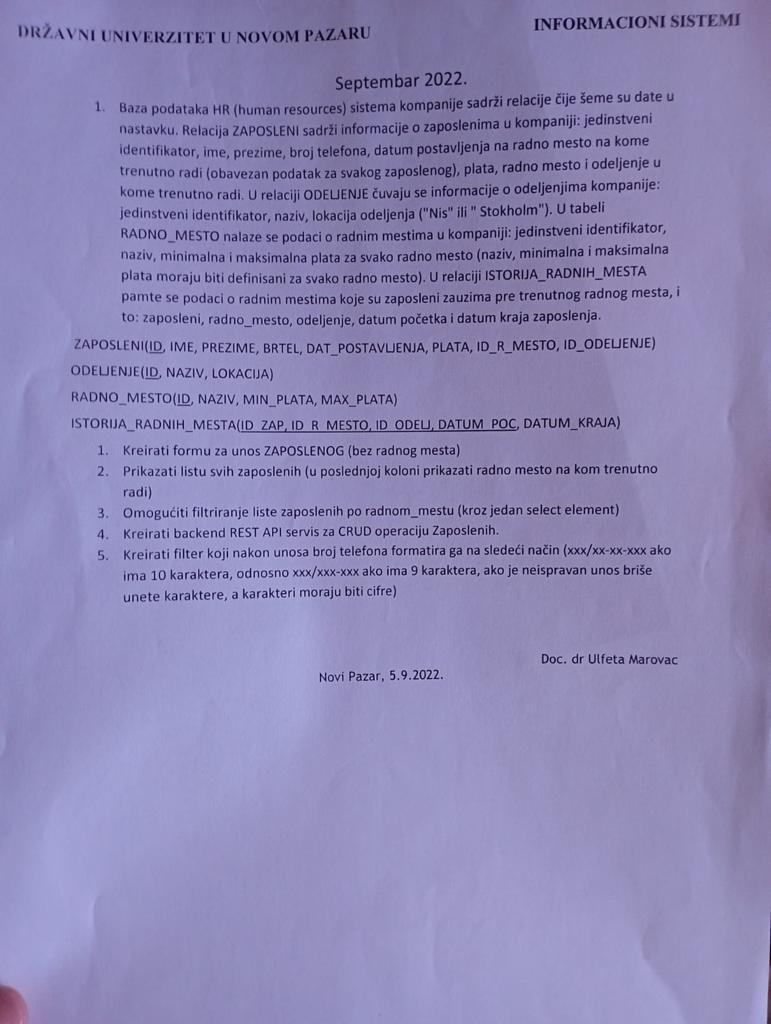 DRŽAVNI UNIVERZITET U NOVOM PAZARU
INFORMACIONI SISTEMI
Septembar 2022.
1. Baza podataka HR (human resources) sistema kompanije sadrži relacije čije šeme su date u
nastavku. Relacija ZAPOSLENI sadrži informacije o zaposlenima u kompaniji: jedinstveni
identifikator, ime, prezime, broj telefona, datum postavljenja na radno mesto na kome
trenutno radi (obavezan podatak za svakog zaposlenog), plata, radno mesto i odeljenje u
kome trenutno radi. U relaciji ODELJENJE čuvaju se informacije o odeljenjima kompanije:
jedinstveni identifikator, naziv, lokacija odeljenja ("Nis" ili " Stokholm"). U tabeli
RADNO_MESTO nalaze se podaci o radnim mestima u kompaniji: jedinstveni identifikator,
naziv, minimalna i maksimalna plata za svako radno mesto (naziv, minimalna i maksimalna
plata moraju biti definisani za svako radno mesto). U relaciji ISTORIJA_RADNIH_MESTA
pamte se podaci o radnim mestima koje su zaposleni zauzima pre trenutnog radnog mesta, i
to: zaposleni, radno_mesto, odeljenje, datum početka i datum kraja zaposlenja.
ZAPOSLENI(ID, IME, PREZIME, BRTEL, DAT_POSTAVLJENJA, PLATA, ID_R_MESTO, ID_ODELJENJE)
ODELJENJE(ID, NAZIV, LOKACIJA)
RADNO_MESTO(ID, NAZIV, MIN_PLATA, MAX_PLATA)
ISTORIJA_RADNIH_MESTA(ID_ZAP, ID_R_MESTO, ID_ODELJ, DATUM_POC, DATUM_KRAJA)
1. Kreirati formu za unos ZAPOSLENOG (bez radnog mesta)
2. Prikazati listu svih zaposlenih (u poslednjoj koloni prikazati radno mesto na kom trenutno
radi)
3. Omogućiti filtriranje liste zaposlenih po radnom_mestu (kroz jedan select element)
4. Kreirati backend REST API servis za CRUD operaciju Zaposlenih.
5. Kreirati filter koji nakon unosa broj telefona formatira ga na sledeći način (xxx/xx-xx-xxx ako
ima 10 karaktera, odnosno xxx/xxx-xxx ako ima 9 karaktera, ako je neispravan unos briše
unete karaktere, a karakteri moraju biti cifre)
Doc. dr Ulfeta Marovac
Novi Pazar, 5.9.2022.